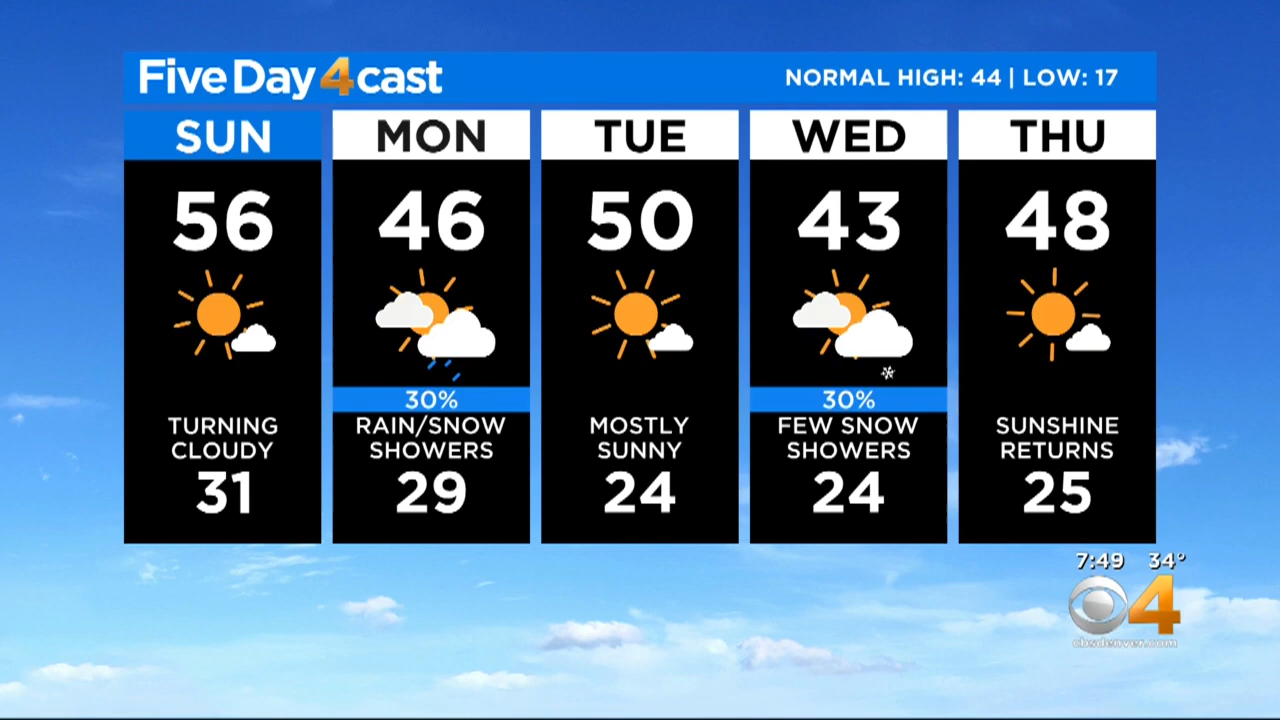 Five Day 4cast
NORMAL HIGH: 44 | LOW: 17
SUN
56
TURNING
CLOUDY
31
MON
46
30%
RAIN/SNOW
SHOWERS
29
TUE
50
MOSTLY
SUNNY
24
WED
43
30%
FEW SNOW
SHOWERS
24
THU
48
SUNSHINE
RETURNS
25
7:49 34°
4
cbsdenver.com